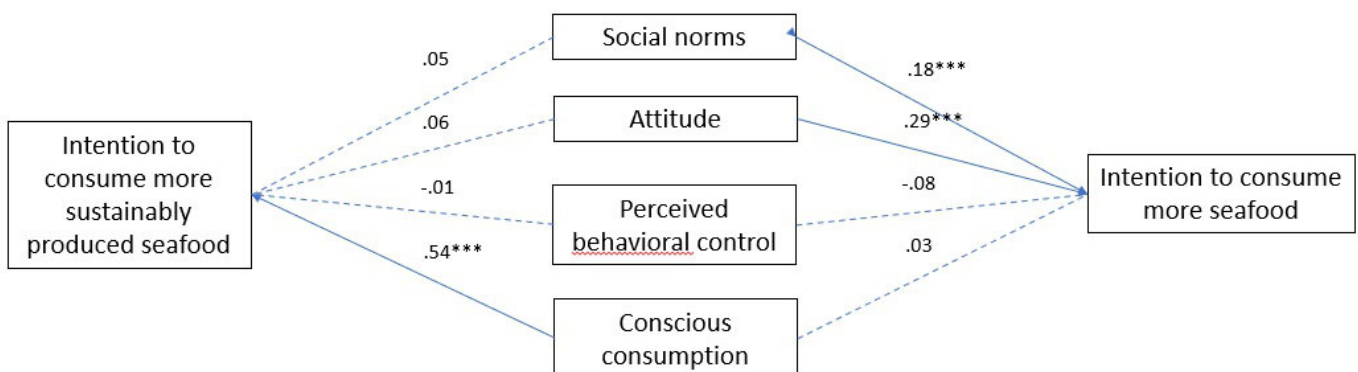 Social norms
.05
.18***
Attitude
.06
.29***
Intention to
consume more
sustainably
produced seafood
-.01
-.08
Perceived
behavioral control
Intention to consume
more seafood
.54***
.03
Conscious
consumption